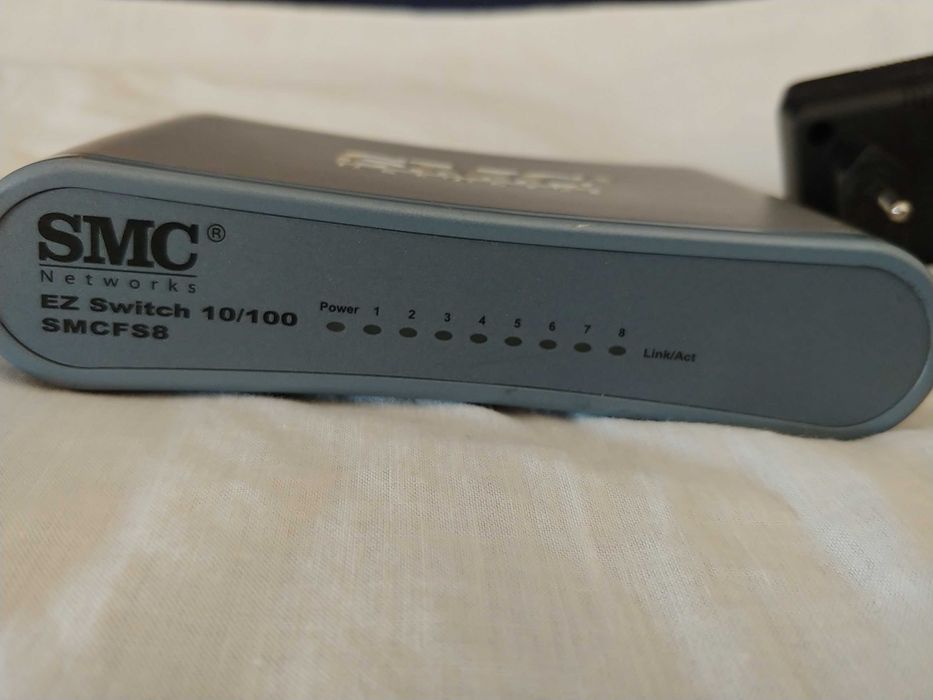 SMC®
Networks
EZ Switch 10/100
SMCFS8
Power 1 2 3 4 5 6 7 8
Link/Act